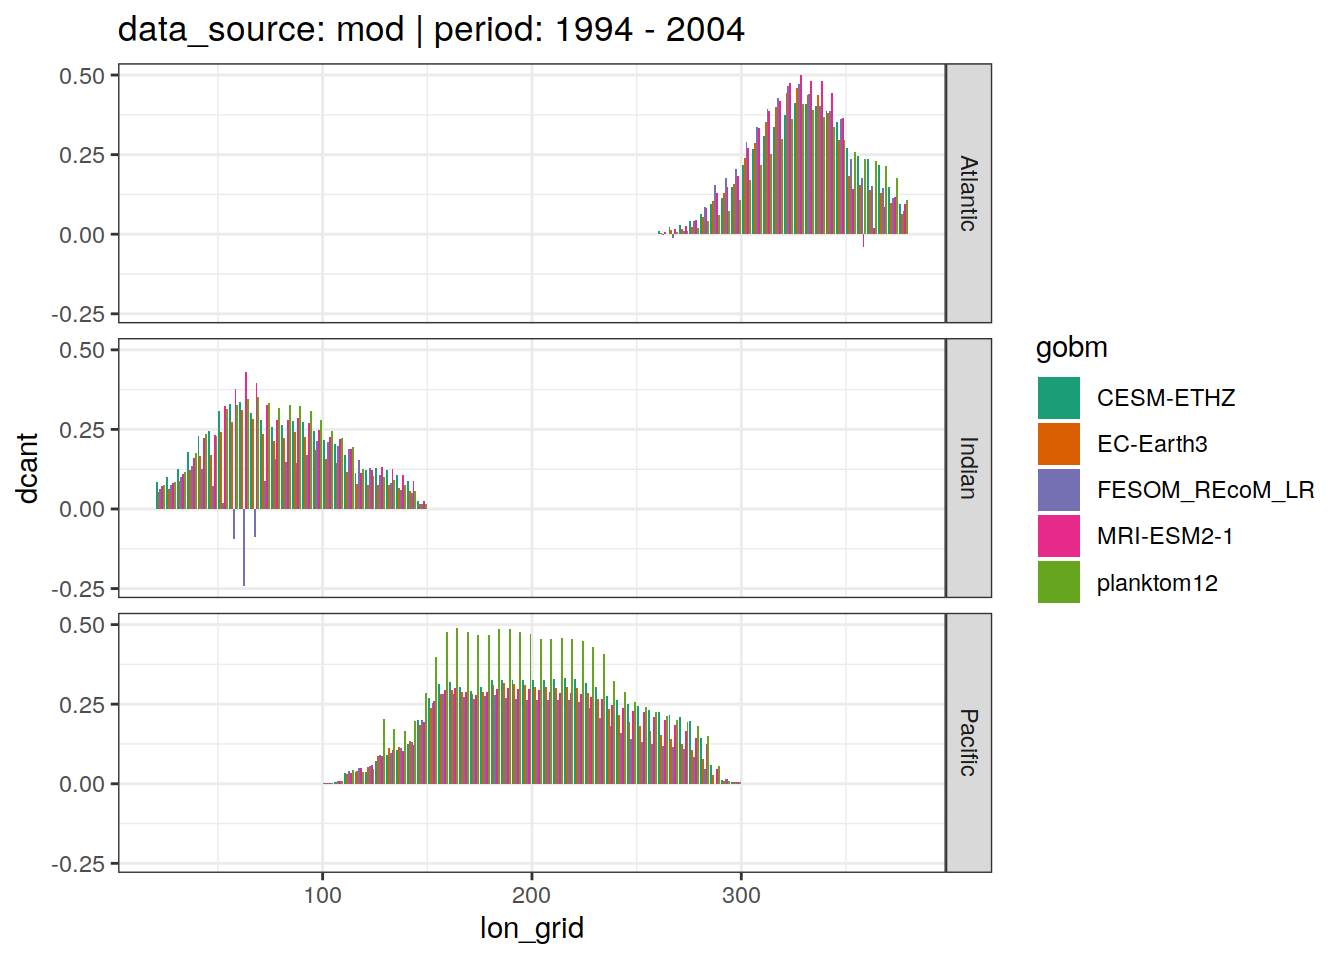 data_source: mod | period: 1994 - 2004
0.50
0.25
0.00
-0.25
Atlantic
0.50
0.25
0.00
-0.25
Indian
0.50
0.25
0.00
-0.25
Pacific
dcant
100
200
300
lon_grid
gobm
CESM-ETHZ
EC-Earth3
FESOM_REcoM_LR
MRI-ESM2-1
planktom12